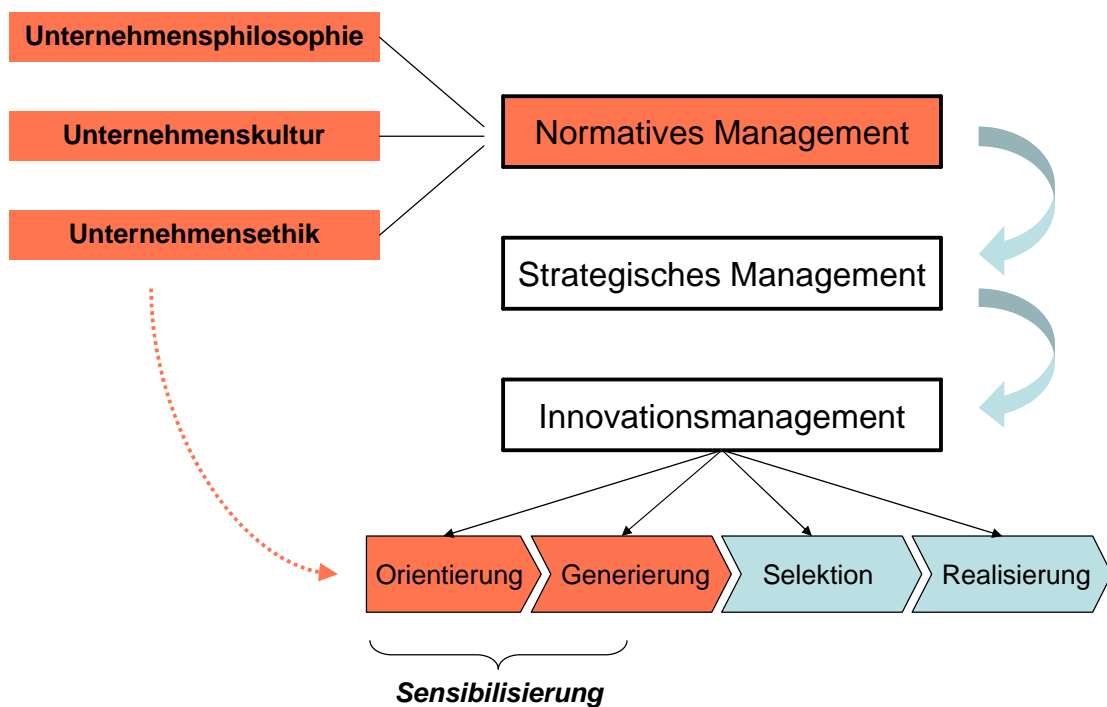 Unternehmensphilosophie
Unternehmenskultur
Unternehmensethik
Normatives Management
Strategisches Management
Innovationsmanagement
Orientierung
Generierung
Selektion
Realisierung
Sensibilisierung